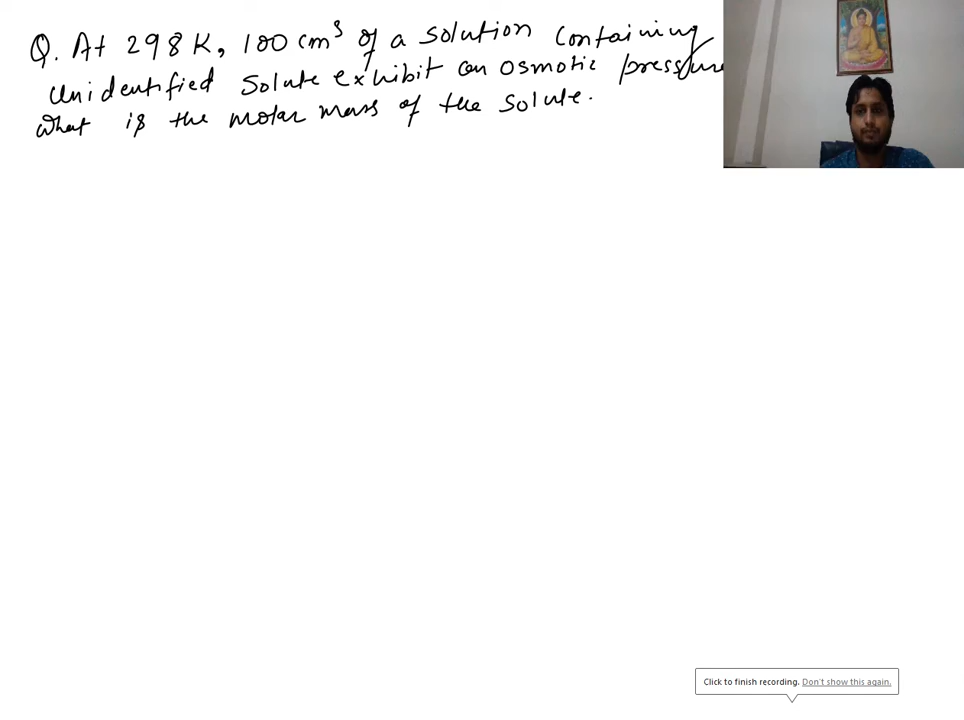 Q. At 298 K, 100 cm³ of a solution containing
unidentified solute exhibit an osmotic pressure
what is the molar mass of the solute.
Click to finish recording. Don't show this again.